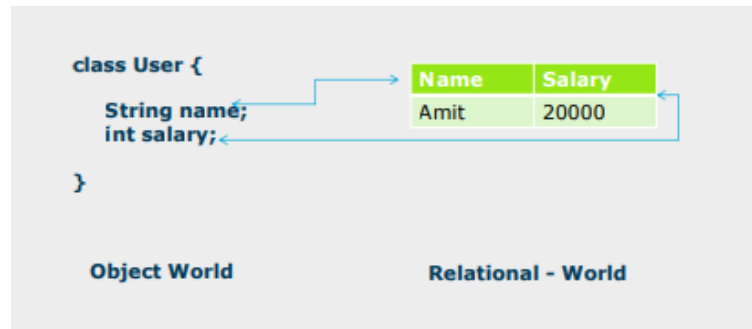 class User {
String name;
int salary;
}
Name Salary
Amit 20000
Object World
Relational - World